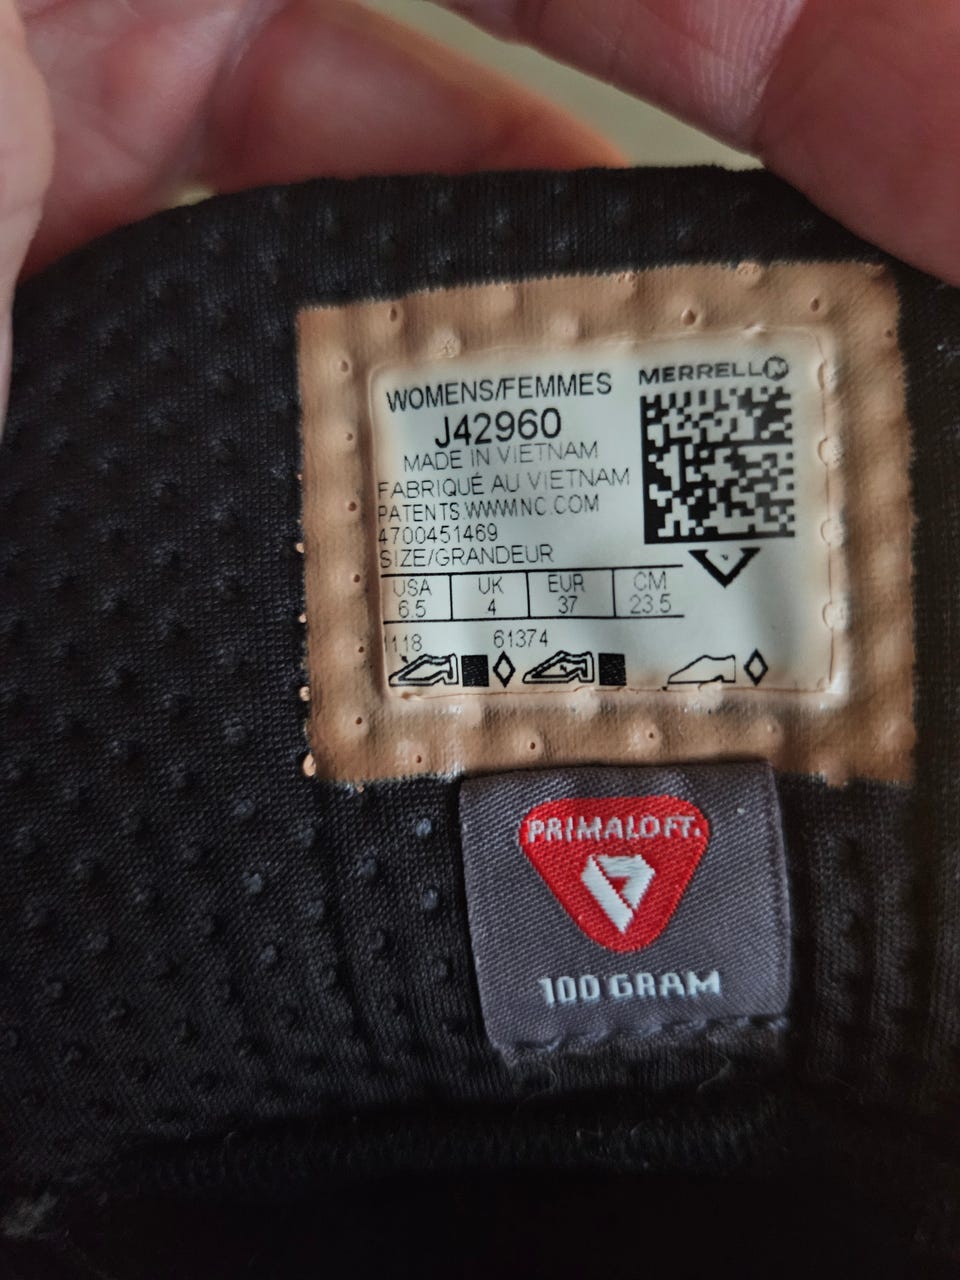 WOMENS/FEMMES
MERRELL
J42960
MADE IN VIETNAM
FABRIQUÉ AU VIETNAM
PATENTS:WWWINC.COM
4700451469
SIZE/GRANDEUR
USA UK EUR CM
6.5 4 37 23.5
1118 61374
PRIMALOFT.
100 GRAM